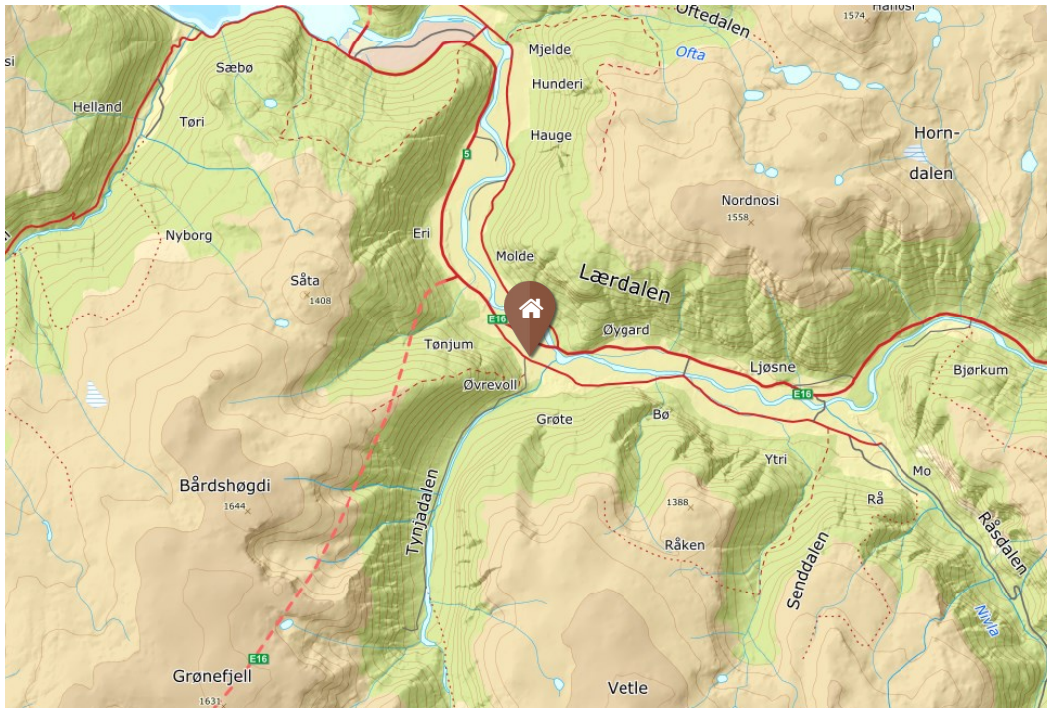 Oftedalen
1574
Hanosi
si
Mjelde
Ofta
Sæbø
Hunderi
Helland
Tøri
Hauge
Horn-
dalen
5
Nordnosi
1558
Nyborg
Eri
Molde
Såta
1408
Lærdalen
E16
Øygard
Tønjum
Ljøsne
Bjørkum
Øvrevoll
E16
Grøte
Bø
Ytri
Mo
Bårdshøgdi
1644
Rå
1388
Tynjadalen
Råken
Råsdalen
Senddalen
Nivla
E16
Grønefjell
Vetle
1631